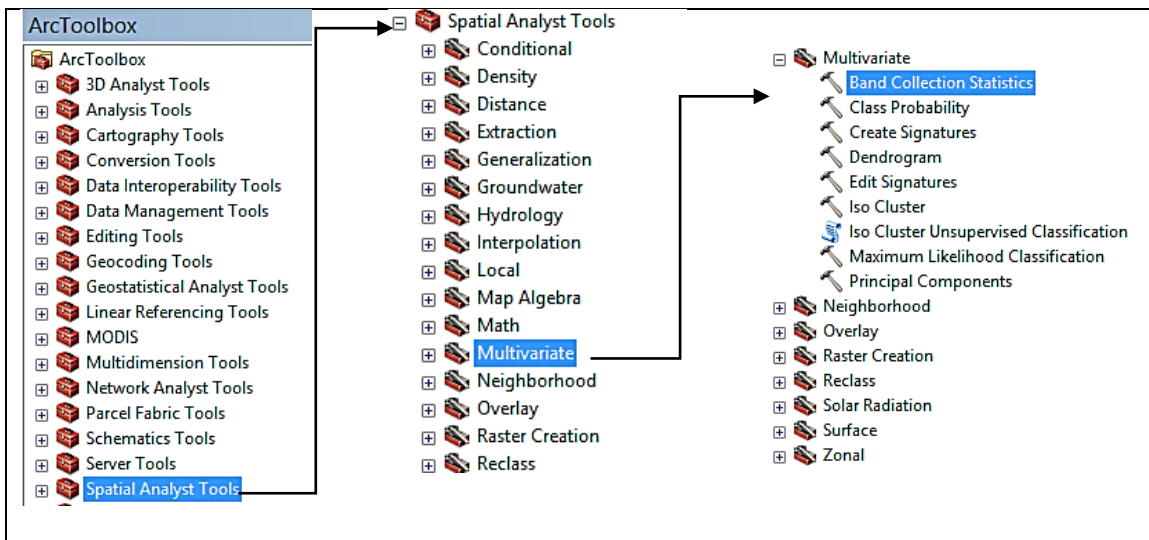 ArcToolbox
ArcToolbox
3D Analyst Tools
Analysis Tools
Cartography Tools
Conversion Tools
Data Interoperability Tools
Data Management Tools
Editing Tools
Geocoding Tools
Geostatistical Analyst Tools
Linear Referencing Tools
MODIS
Multidimension Tools
Network Analyst Tools
Parcel Fabric Tools
Schematics Tools
Server Tools
Spatial Analyst Tools
Spatial Analyst Tools
Conditional
Density
Distance
Extraction
Generalization
Groundwater
Hydrology
Interpolation
Local
Map Algebra
Math
Multivariate
Neighborhood
Overlay
Raster Creation
Reclass
Multivariate
Band Collection Statistics
Class Probability
Create Signatures
Dendrogram
Edit Signatures
Iso Cluster
Iso Cluster Unsupervised Classification
Maximum Likelihood Classification
Principal Components
Neighborhood
Overlay
Raster Creation
Reclass
Solar Radiation
Surface
Zonal